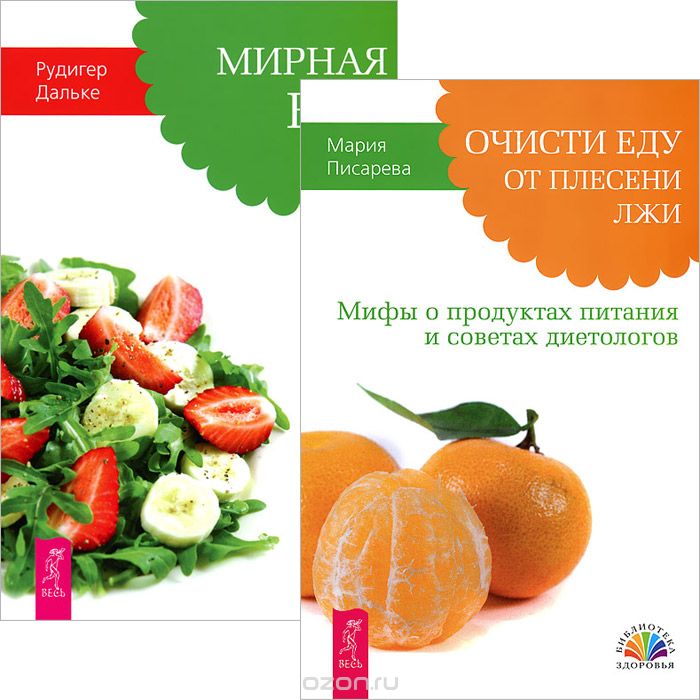 Рудигер
Дальке
МИРНАЯ
Мария
Писарева
ОЧИСТИ ЕДУ
ОТ ПЛЕСЕНИ
ЛЖИ
Мифы о продуктах питания
и советах диетологов
ВЕСЬ
ВЕСЬ
БИБЛИОТЕКА
ЗДОРОВЬЯ
ozon.ru